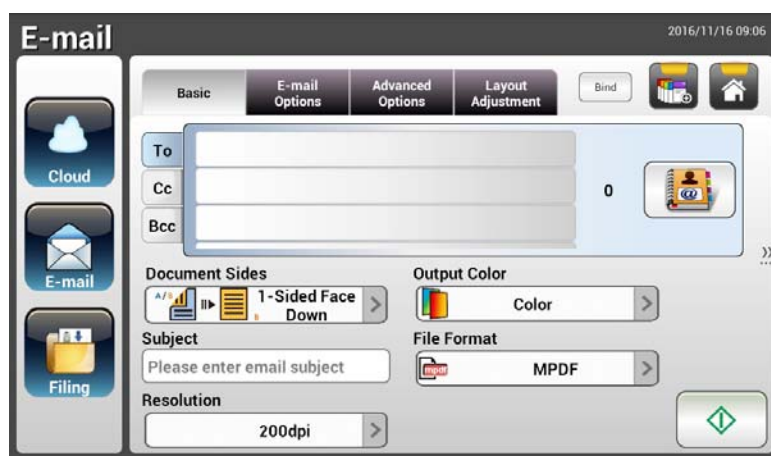 E-mail
2016/11/16 09:06
Basic
E-mail
Options
Advanced
Options
Layout
Adjustment
Bind
Cloud
E-mail
Filing
To
0
Cc
Bcc
Document Sides
A/B
1-Sided Face
Down
Output Color
Color
Subject
Please enter email subject
File Format
mpdf
MPDF
Resolution
200dpi